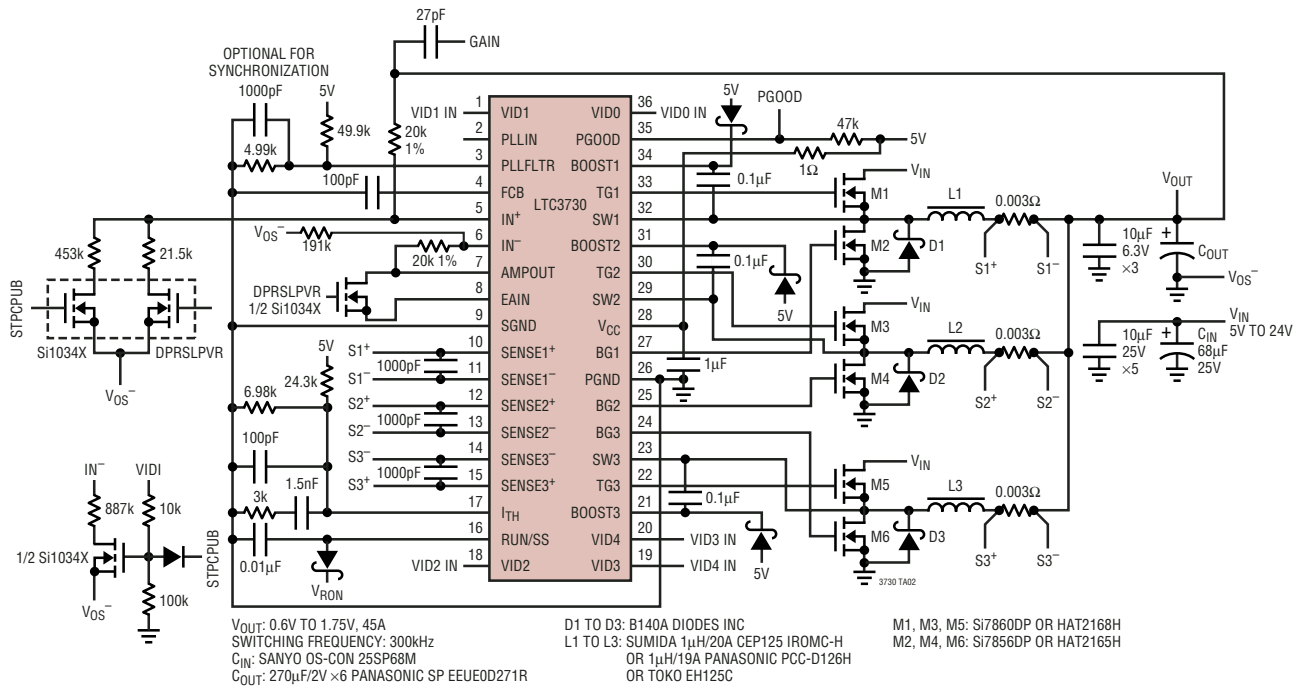 27pF
GAIN
OPTIONAL FOR
SYNCHRONIZATION
1000pF
5V
4.99k
49.9k
20k
1%
100pF
VID1 IN
1 VID1
2 PLLIN
3 PLLFLTR
4 FCB
5 IN+
6 IN–
7 AMPOUT
8 EAIN
9 SGND
10 SENSE1+
11 SENSE1–
12 SENSE2+
13 SENSE2–
14 SENSE3–
15 SENSE3+
17 ITH
16 RUN/SS
18 VID2
LTC3730
36 VID0
35 PGOOD
34 BOOST1
33 TG1
32 SW1
31 BOOST2
30 TG2
29 SW2
28 VCC
27 BG1
26 PGND
25 BG2
24 BG3
23 SW3
22 TG3
21 BOOST3
20 VID4
19 VID3
VID0 IN
5V
PGOOD
47k
5V
1Ω
0.1µF
VIN
M1
M2
D1
L1
0.003Ω
S1+
S1–
VOUT
10µF
6.3V
×3
+
COUT
VOS–
0.1µF
5V
VIN
M3
M4
D2
L2
0.003Ω
S2+
S2–
10µF
25V
×5
+
VIN
5V TO 24V
CIN
68µF
25V
1µF
VIN
M5
M6
D3
L3
0.003Ω
S3+
S3–
0.1µF
5V
VID3 IN
VID4 IN
3730 TA02
453k
21.5k
STPCPUB
Si1034X
DPRSLPVR
VOS–
VOS–
191k
20k 1%
DPRSLPVR
1/2 Si1034X
5V
24.3k
6.98k
S1+
1000pF
S1–
S2+
1000pF
S2–
S3–
1000pF
S3+
100pF
1.5nF
3k
0.01µF
VRON
VID2 IN
IN–
VIDI
887k
10k
1/2 Si1034X
STPCPUB
VOS–
100k
VOUT: 0.6V TO 1.75V, 45A
SWITCHING FREQUENCY: 300kHz
CIN: SANYO OS-CON 25SP68M
COUT: 270µF/2V ×6 PANASONIC SP EEUE0D271R
D1 TO D3: B140A DIODES INC
L1 TO L3: SUMIDA 1µH/20A CEP125 IROMC-H
OR 1µH/19A PANASONIC PCC-D126H
OR TOKO EH125C
M1, M3, M5: Si7860DP OR HAT2168H
M2, M4, M6: Si7856DP OR HAT2165H